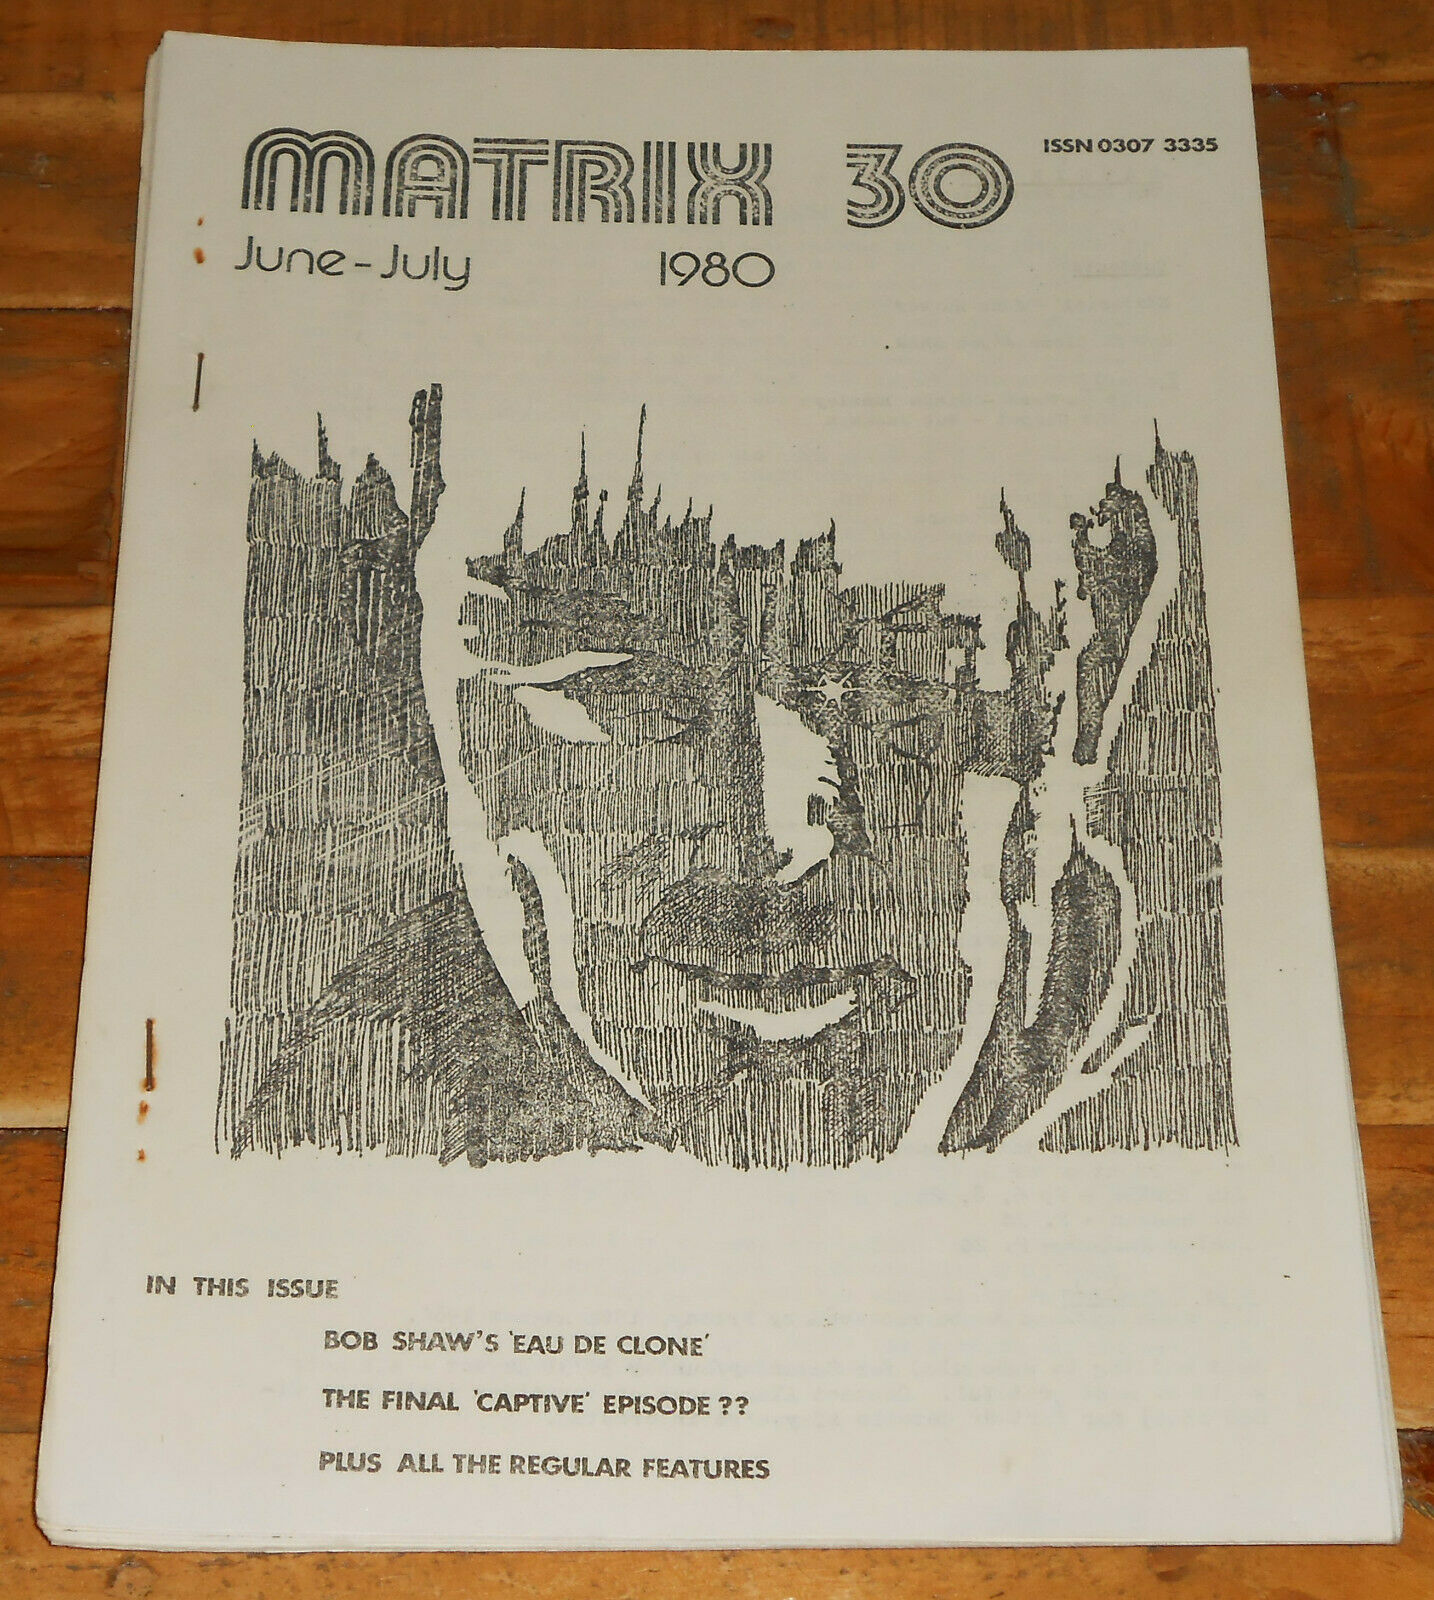 MATRIX 30 ISSN 0307 3335
June-July 1980
IN THIS ISSUE
BOB SHAW'S 'EAU DE CLONE'
THE FINAL 'CAPTIVE' EPISODE ??
PLUS ALL THE REGULAR FEATURES